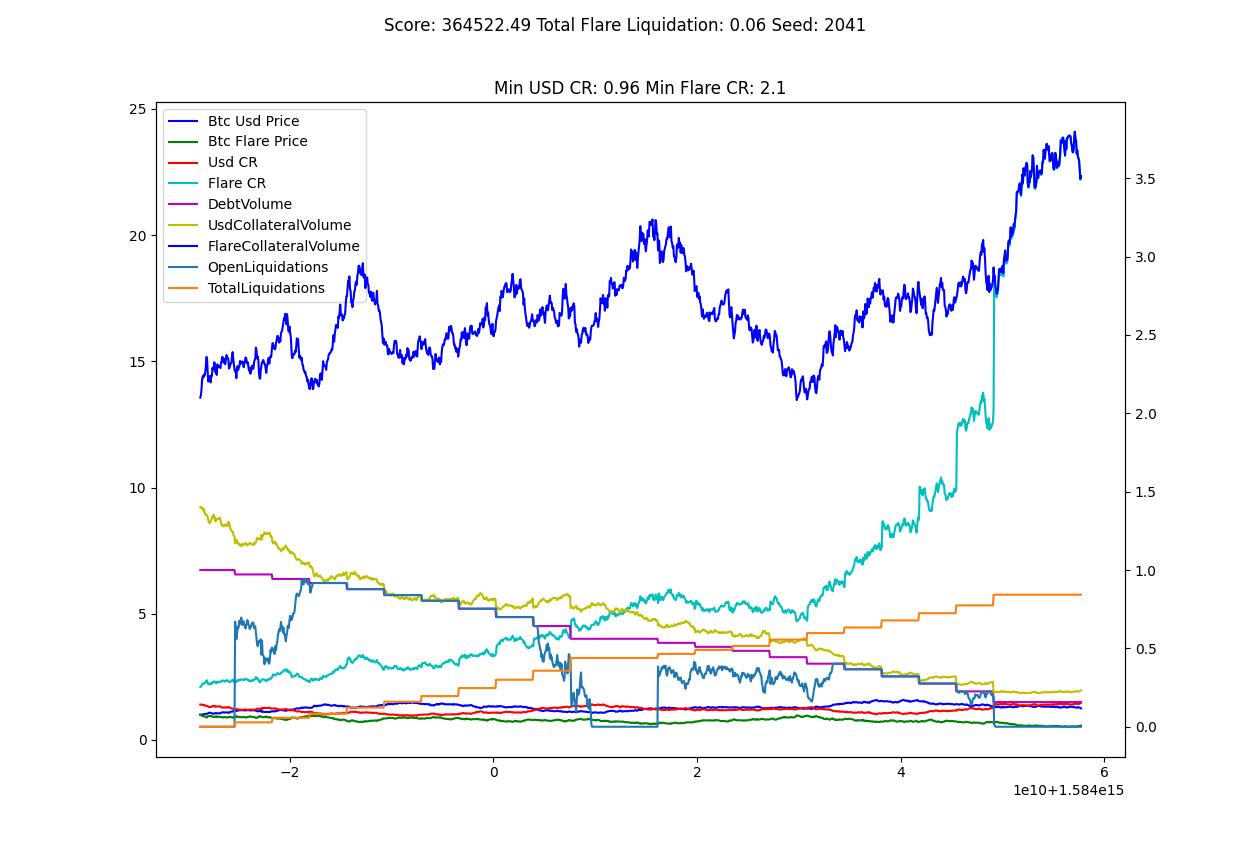 Score: 364522.49 Total Flare Liquidation: 0.06 Seed: 2041
Min USD CR: 0.96 Min Flare CR: 2.1
Btc Usd Price
Btc Flare Price
Usd CR
Flare CR
DebtVolume
UsdCollateralVolume
FlareCollateralVolume
OpenLiquidations
TotalLiquidations
25
20
15
10
5
0
3.5
3.0
2.5
2.0
1.5
1.0
0.5
0.0
−2
0
2
4
6
1e10+1.584e15